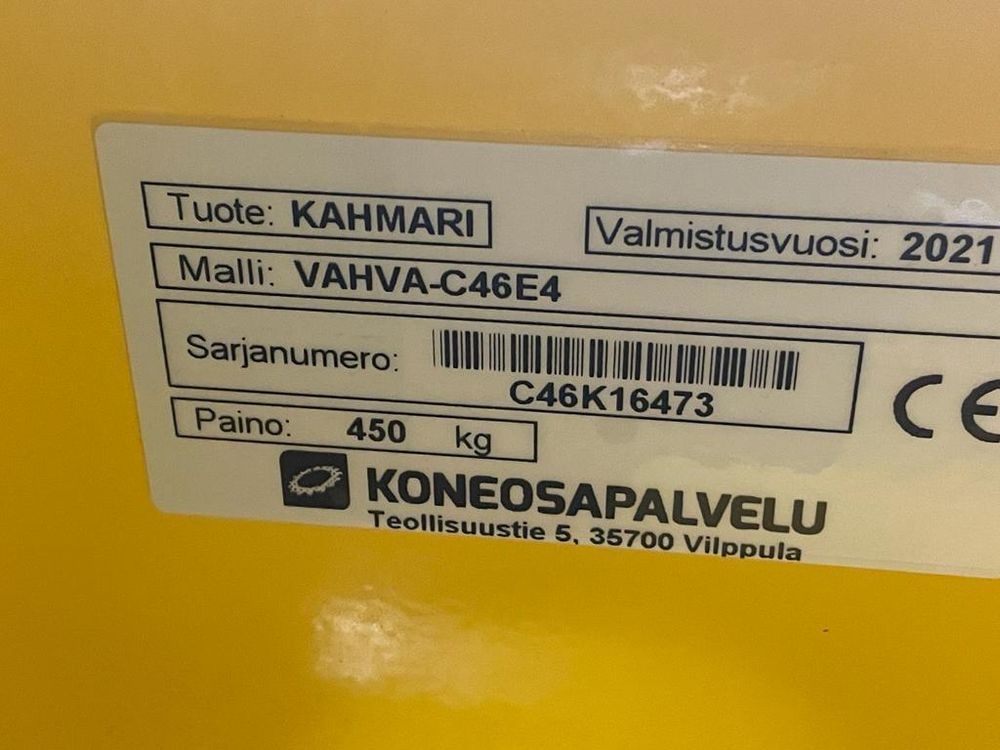 Tuote: KAHMARI
Valmistusvuosi: 2021
Malli: VAHVA-C46E4
Sarjanumero:
C46K16473
Paino: 450 kg
CE
KONEOSAPALVELU
Teollisuustie 5, 35700 Vilppula